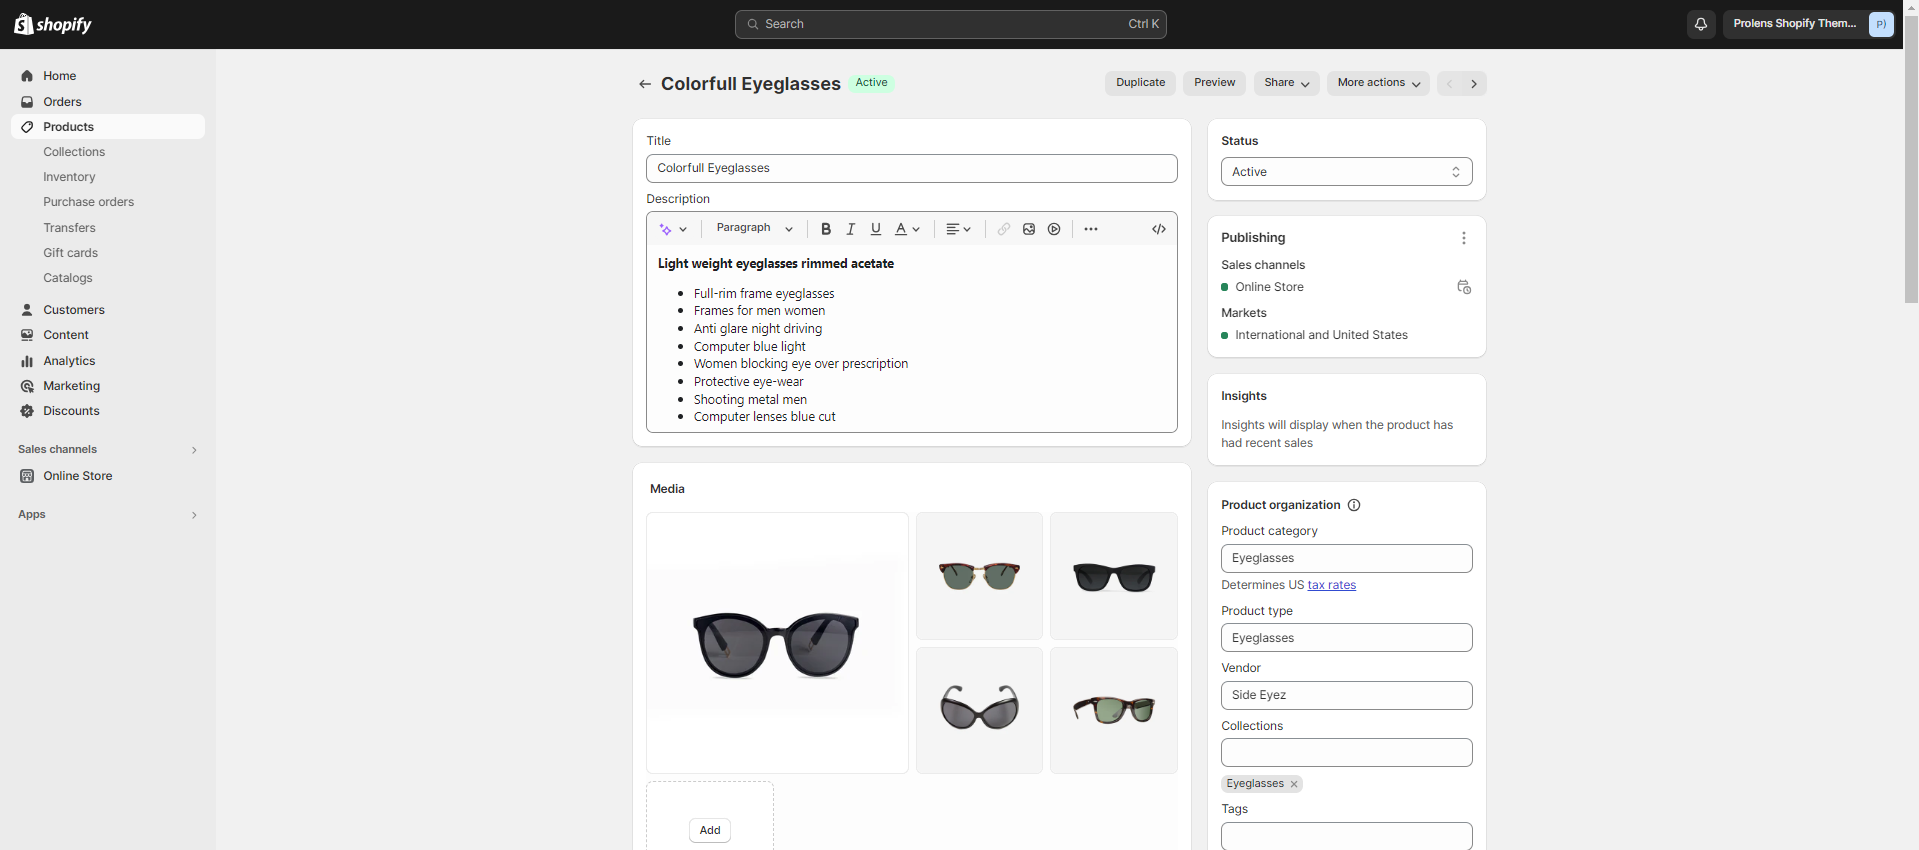 shopify
Search
Ctrl K
Prolens Shopify Them...
P)
Home
Orders
Products
Collections
Inventory
Purchase orders
Transfers
Gift cards
Catalogs
Customers
Content
Analytics
Marketing
Discounts
Sales channels
Online Store
Apps
Colorfull Eyeglasses
Active
Duplicate
Preview
Share
More actions
Title
Colorfull Eyeglasses
Description
Paragraph
B
I
U
A
Light weight eyeglasses rimmed acetate
• Full-rim frame eyeglasses
• Frames for men women
• Anti glare night driving
• Computer blue light
• Women blocking eye over prescription
• Protective eye-wear
• Shooting metal men
• Computer lenses blue cut
Media
Add
Status
Active
Publishing
Sales channels
Online Store
Markets
International and United States
Insights
Insights will display when the product has
had recent sales
Product organization
Product category
Eyeglasses
Determines US tax rates
Product type
Eyeglasses
Vendor
Side Eyez
Collections
Eyeglasses
Tags